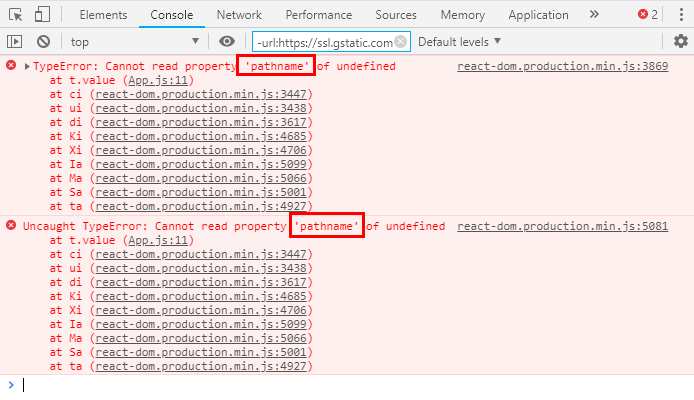 Elements Console Network Performance Sources Memory Application » 2
top -url:https://ssl.gstatic.com Default levels
TypeError: Cannot read property 'pathname' of undefined react-dom.production.min.js:3869
at t.value (App.js:11)
at ci (react-dom.production.min.js:3447)
at ui (react-dom.production.min.js:3438)
at di (react-dom.production.min.js:3617)
at Ki (react-dom.production.min.js:4685)
at Xi (react-dom.production.min.js:4706)
at Ia (react-dom.production.min.js:5099)
at Ma (react-dom.production.min.js:5066)
at Sa (react-dom.production.min.js:5001)
at ta (react-dom.production.min.js:4927)
Uncaught TypeError: Cannot read property 'pathname' of undefined react-dom.production.min.js:5081
at t.value (App.js:11)
at ci (react-dom.production.min.js:3447)
at ui (react-dom.production.min.js:3438)
at di (react-dom.production.min.js:3617)
at Ki (react-dom.production.min.js:4685)
at Xi (react-dom.production.min.js:4706)
at Ia (react-dom.production.min.js:5099)
at Ma (react-dom.production.min.js:5066)
at Sa (react-dom.production.min.js:5001)
at ta (react-dom.production.min.js:4927)